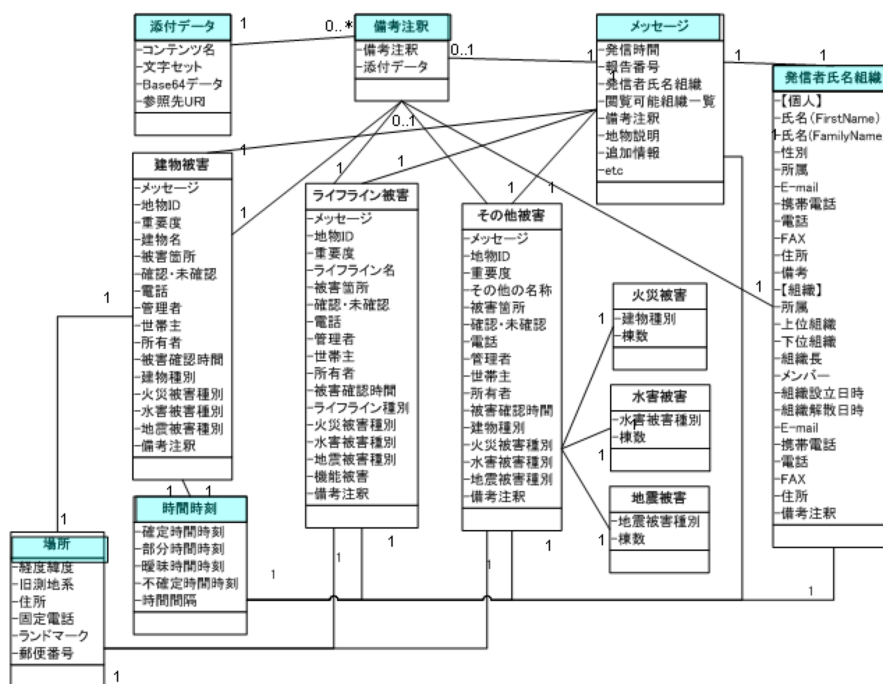 添付データ
-コンテンツ名
-文字セット
-Base64データ
-参照先URI
1
0..*
備考注釈
-備考注釈
-添付データ
0..1
1
メッセージ
-発信時間
-報告番号
-発信者氏名組織
-閲覧可能組織一覧
-備考注釈
-地物説明
-追加情報
-etc
1
1
1
発信者氏名組織
-【個人】
-氏名(FirstName)
-氏名(FamilyName
-性別
-所属
-E-mail
-携帯電話
-電話
-FAX
-住所
-備考
-【組織】
-所属
-上位組織
-下位組織
-組織長
-メンバー
-組織設立日時
-組織解散日時
-E-mail
-携帯電話
-電話
-FAX
-住所
-備考注釈
1
1
建物被害
-メッセージ
-地物ID
-重要度
-建物名
-被害箇所
-確認・未確認
-電話
-管理者
-世帯主
-所有者
-被害確認時間
-建物種別
-火災被害種別
-水害被害種別
-地震被害種別
-備考注釈
1
0..1
1
1
1
1
ライフライン被害
-メッセージ
-地物ID
-重要度
-ライフライン名
-被害箇所
-確認・未確認
-電話
-管理者
-世帯主
-所有者
-被害確認時間
-ライフライン種別
-火災被害種別
-水害被害種別
-地震被害種別
-機能被害
-備考注釈
1
1
その他被害
-メッセージ
-地物ID
-重要度
-その他の名称
-被害箇所
-確認・未確認
-電話
-管理者
-世帯主
-所有者
-被害確認時間
-建物種別
-火災被害種別
-水害被害種別
-地震被害種別
-備考注釈
火災被害
-建物種別
-棟数
1
水害被害
-水害被害種別
-棟数
1
1
地震被害
-地震被害種別
-棟数
1
1
1
時間時刻
-確定時間時刻
-部分時間時刻
-曖昧時間時刻
-不確定時間時刻
-時間間隔
1
場所
-経度緯度
-旧測地系
-住所
-固定電話
-ランドマーク
-郵便番号
1
1
1
1
1
1
1